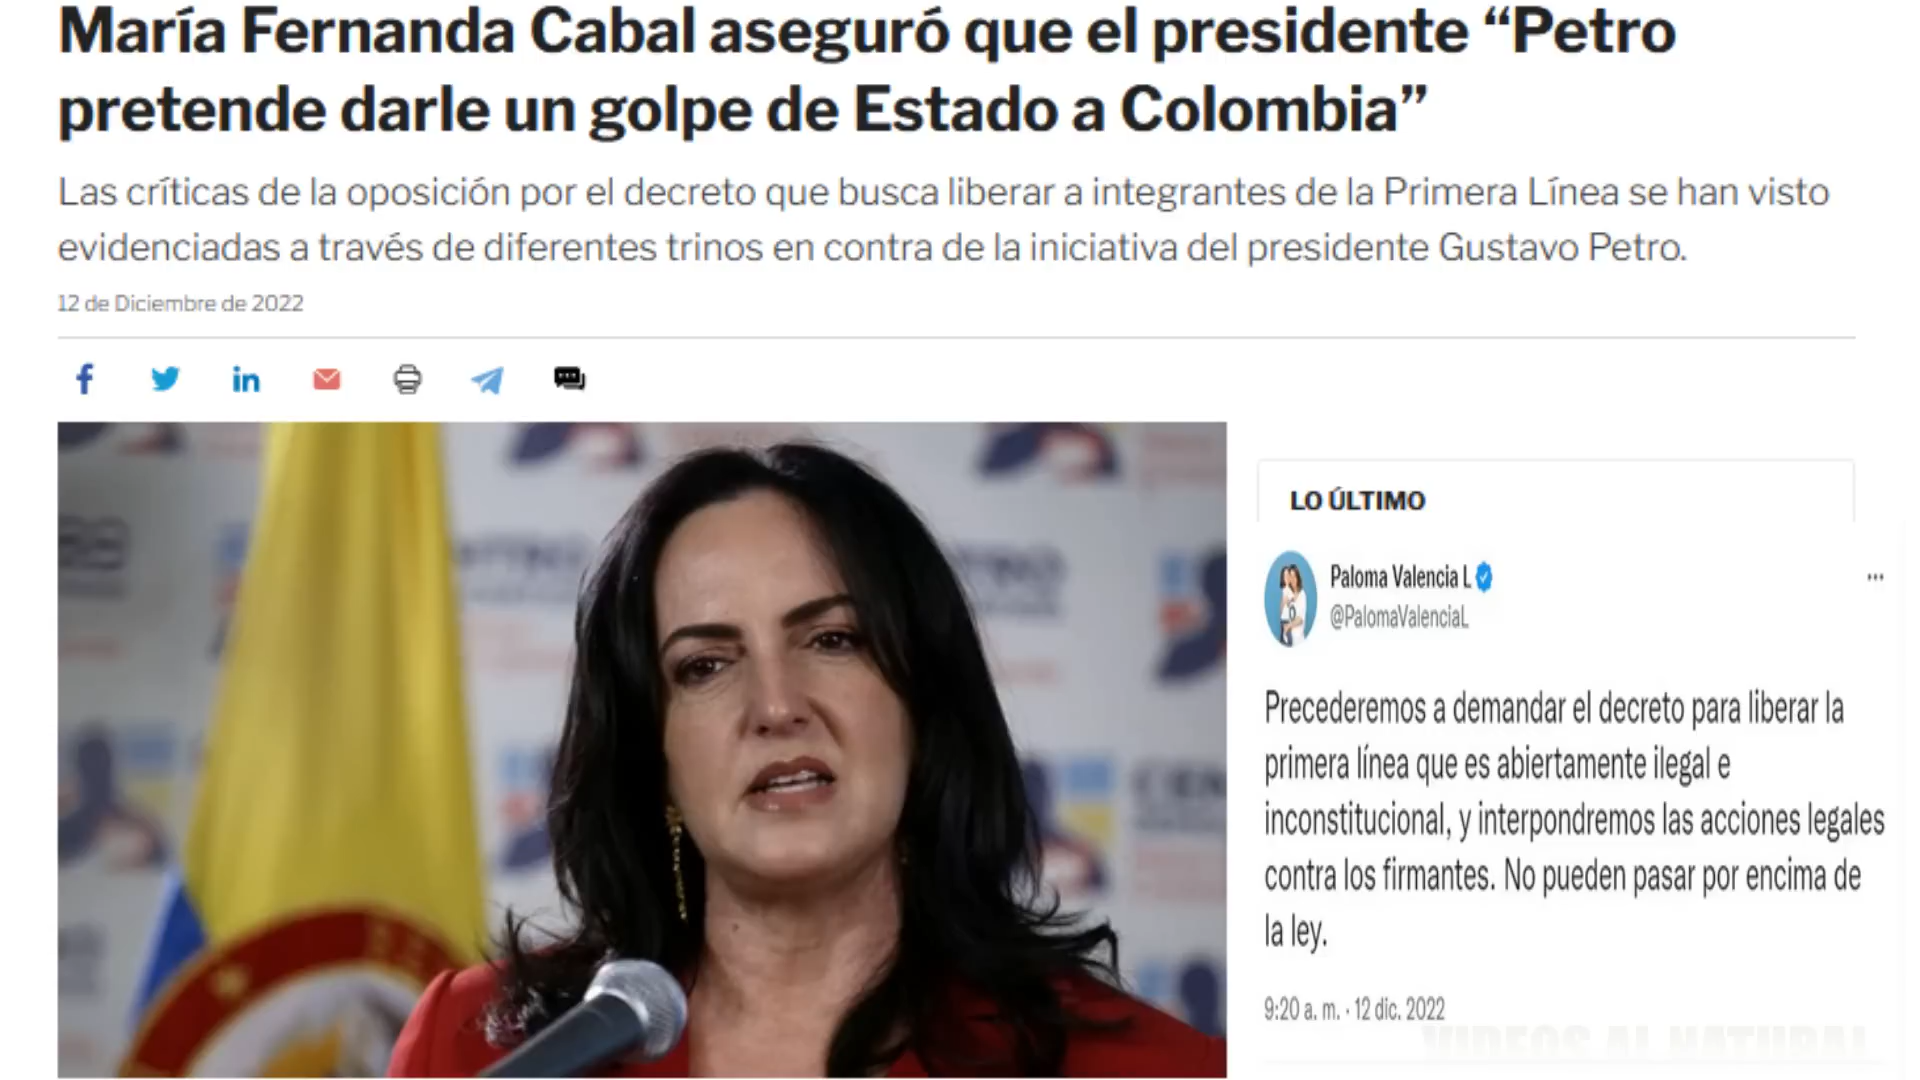 María Fernanda Cabal aseguró que el presidente “Petro
pretende darle un golpe de Estado a Colombia”
Las críticas de la oposición por el decreto que busca liberar a integrantes de la Primera Línea se han visto
evidenciadas a través de diferentes trinos en contra de la iniciativa del presidente Gustavo Petro.
12 de Diciembre de 2022
LO ÚLTIMO
Paloma Valencia L
@PalomaValenciaL
...
Precederemos a demandar el decreto para liberar la
primera línea que es abiertamente ilegal e
inconstitucional, y interpondremos las acciones legales
contra los firmantes. No pueden pasar por encima de
la ley.
9:20 a. m. · 12 dic. 2022
VIDEOS AL NATURAL